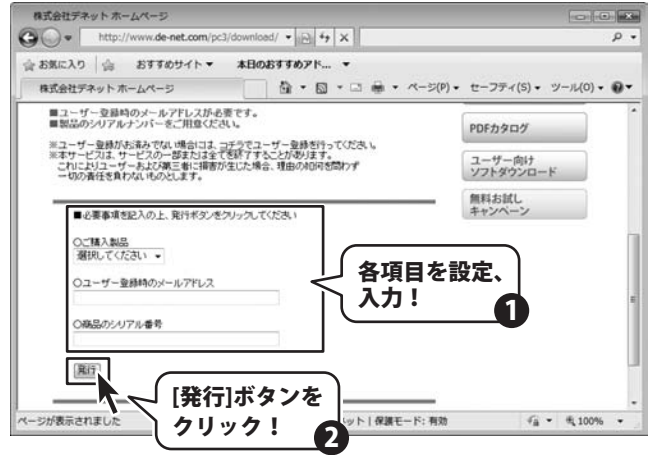 株式会社デネット ホームページ
http://www.de-net.com/pc3/download/
お気に入り おすすめサイト 本日のおすすめアド...
株式会社デネット ホームページ ページ(P) セーフティ(S) ツール(O)
■ユーザー登録時のメールアドレスが必要です。
■製品のシリアルナンバーをご用意ください。
※ユーザー登録がお済みでない場合には、コチラでユーザー登録を行ってください。
※本サービスは、サービスの一部または全てを終了することがあります。
これによりユーザーおよび第三者に損害が生じた場合、理由の如何を問わず
一切の責任を負わないものとします。
PDFカタログ
ユーザー向け
ソフトダウンロード
無料お試し
キャンペーン
■必要事項を記入の上、発行ボタンをクリックしてください
○ご購入製品
選択してください
○ユーザー登録時のメールアドレス
○商品のシリアル番号
各項目を設定、
入力！
1
発行
[発行]ボタンを
クリック！
2
ページが表示されました ット | 保護モード: 有効 100%